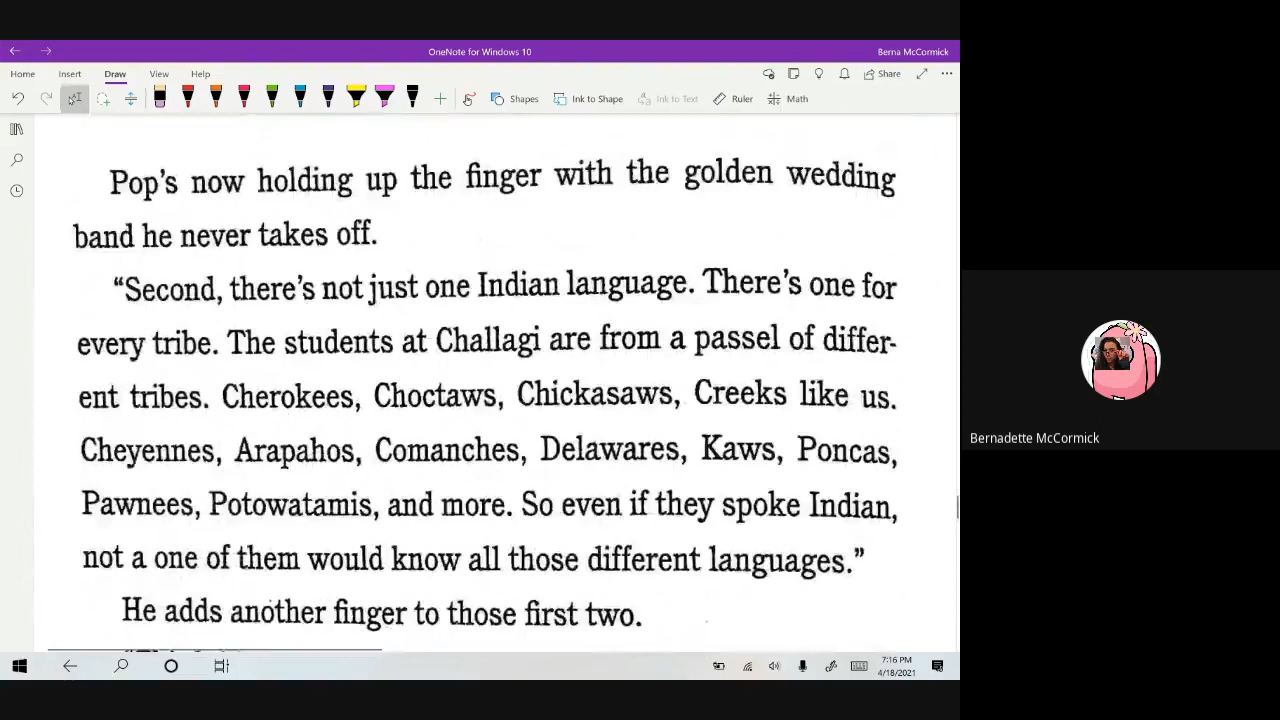 OneNote for Windows 10
Berna McCormick
Home Insert Draw View Help
Share
Shapes Ink to Shape Ink to Text Ruler Math
Pop's now holding up the finger with the golden wedding
band he never takes off.
“Second, there's not just one Indian language. There's one for
every tribe. The students at Challagi are from a passel of differ-
ent tribes. Cherokees, Choctaws, Chickasaws, Creeks like us.
Cheyennes, Arapahos, Comanches, Delawares, Kaws, Poncas,
Pawnees, Potowatamis, and more. So even if they spoke Indian,
not a one of them would know all those different languages.”
He adds another finger to those first two.
Bernadette McCormick
7:16 PM
4/18/2021